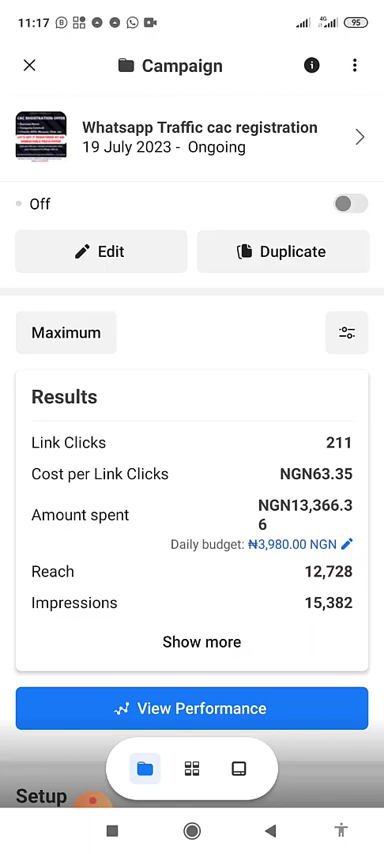 11:17
4G
95
Campaign
CAC REGISTRATION OFFER
Whatsapp Traffic cac registration
19 July 2023 - Ongoing
Off
Edit
Duplicate
Maximum
Results
Link Clicks 211
Cost per Link Clicks NGN63.35
Amount spent NGN13,366.3
6
Daily budget: ₦3,980.00 NGN
Reach 12,728
Impressions 15,382
Show more
View Performance
Setup